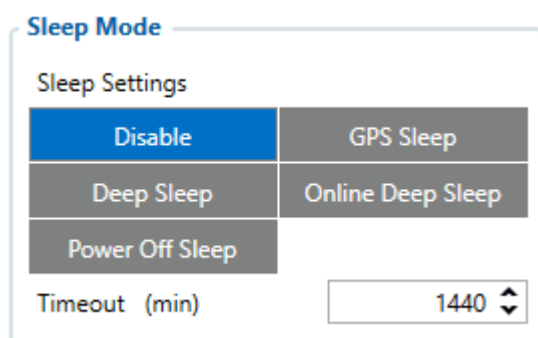 Sleep Mode
Sleep Settings
Disable GPS Sleep
Deep Sleep Online Deep Sleep
Power Off Sleep
Timeout (min) 1440